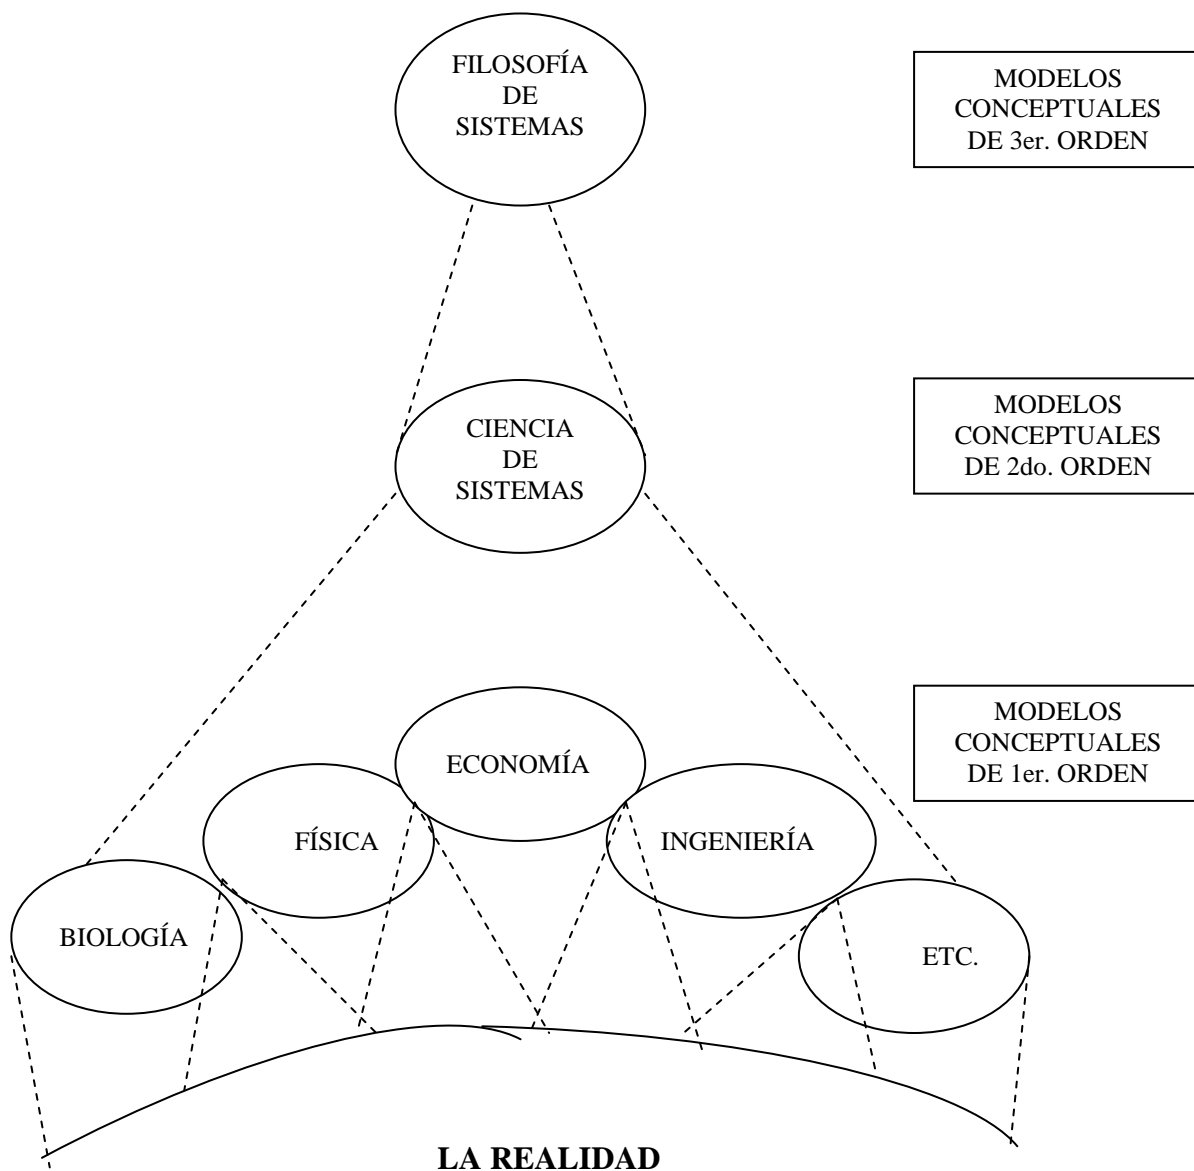 FILOSOFÍA
DE
SISTEMAS
MODELOS
CONCEPTUALES
DE 3er. ORDEN
CIENCIA
DE
SISTEMAS
MODELOS
CONCEPTUALES
DE 2do. ORDEN
MODELOS
CONCEPTUALES
DE 1er. ORDEN
ECONOMÍA
FÍSICA
INGENIERÍA
BIOLOGÍA
ETC.
LA REALIDAD